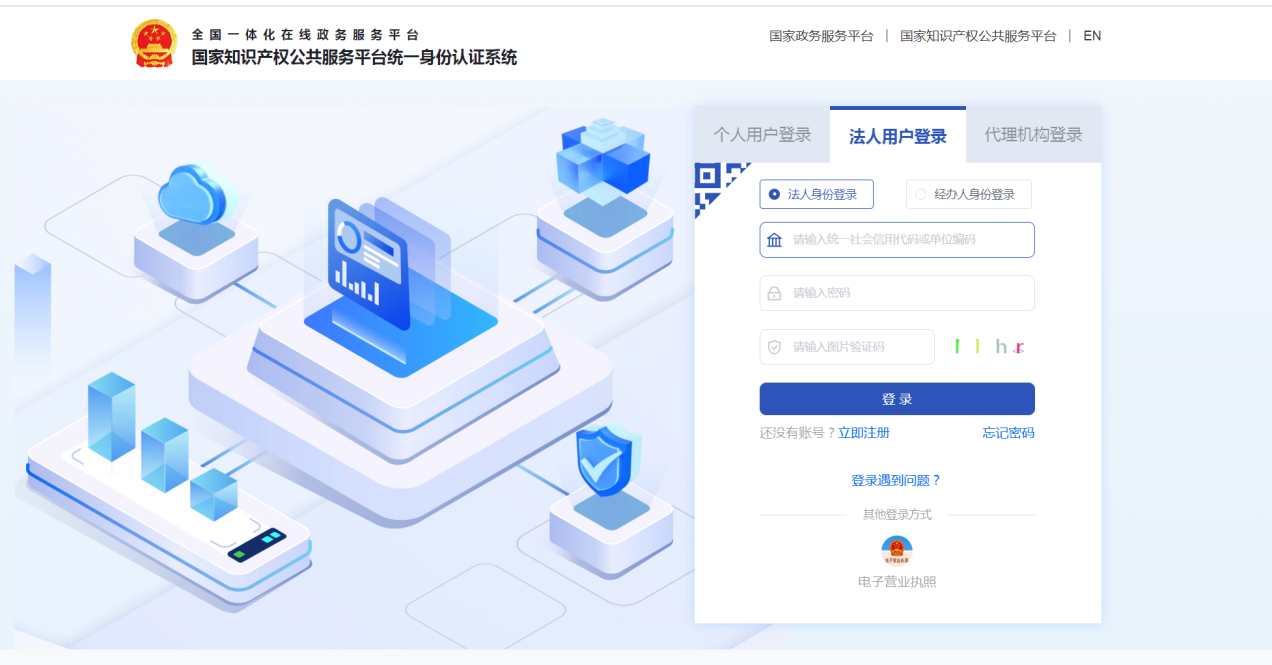 全国一体化在线政务服务平台
国家知识产权公共服务平台统一身份认证系统
国家政务服务平台 | 国家知识产权公共服务平台 | EN
个人用户登录 法人用户登录 代理机构登录
法人身份登录 经办人身份登录
请输入统一社会信用代码或单位编码
请输入密码
请输入图片验证码
登录
还没有账号？立即注册 忘记密码
登录遇到问题？
其他登录方式
电子营业执照
电子营业执照